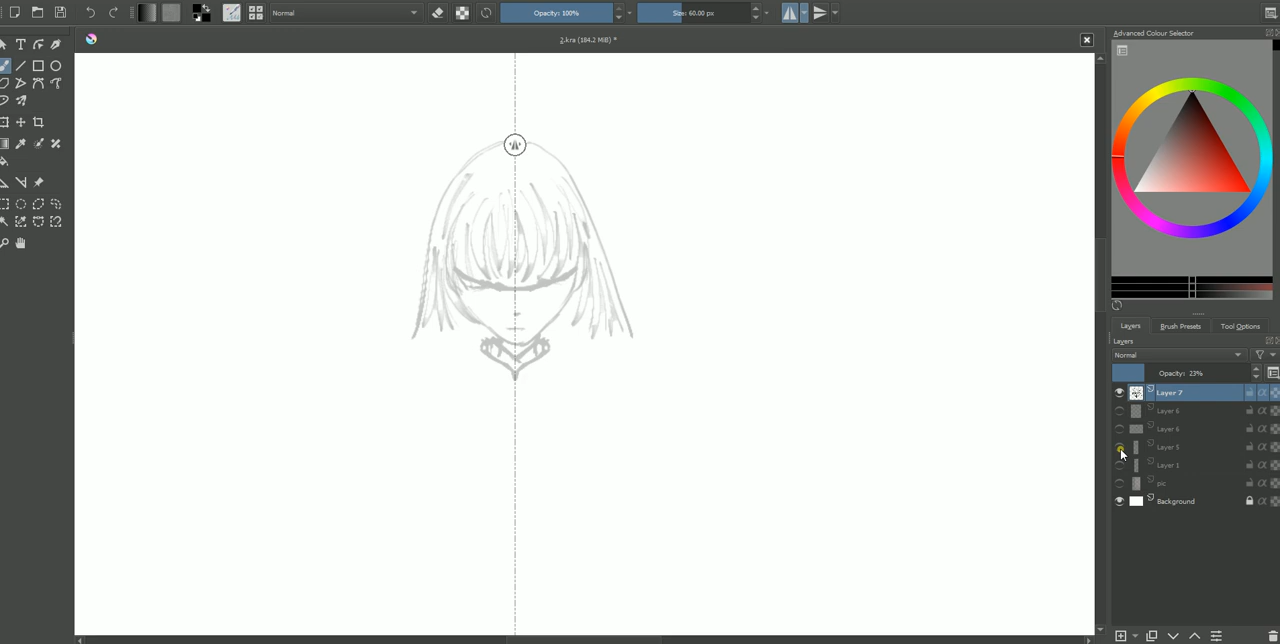 Normal
Opacity: 100%
Size: 60.00 px
2.kra (184.2 MiB) *
Advanced Colour Selector
Layers
Brush Presets
Tool Options
Layers
Normal
Opacity: 23%
Layer 7
Layer 6
Layer 6
Layer 5
Layer 1
pic
Background